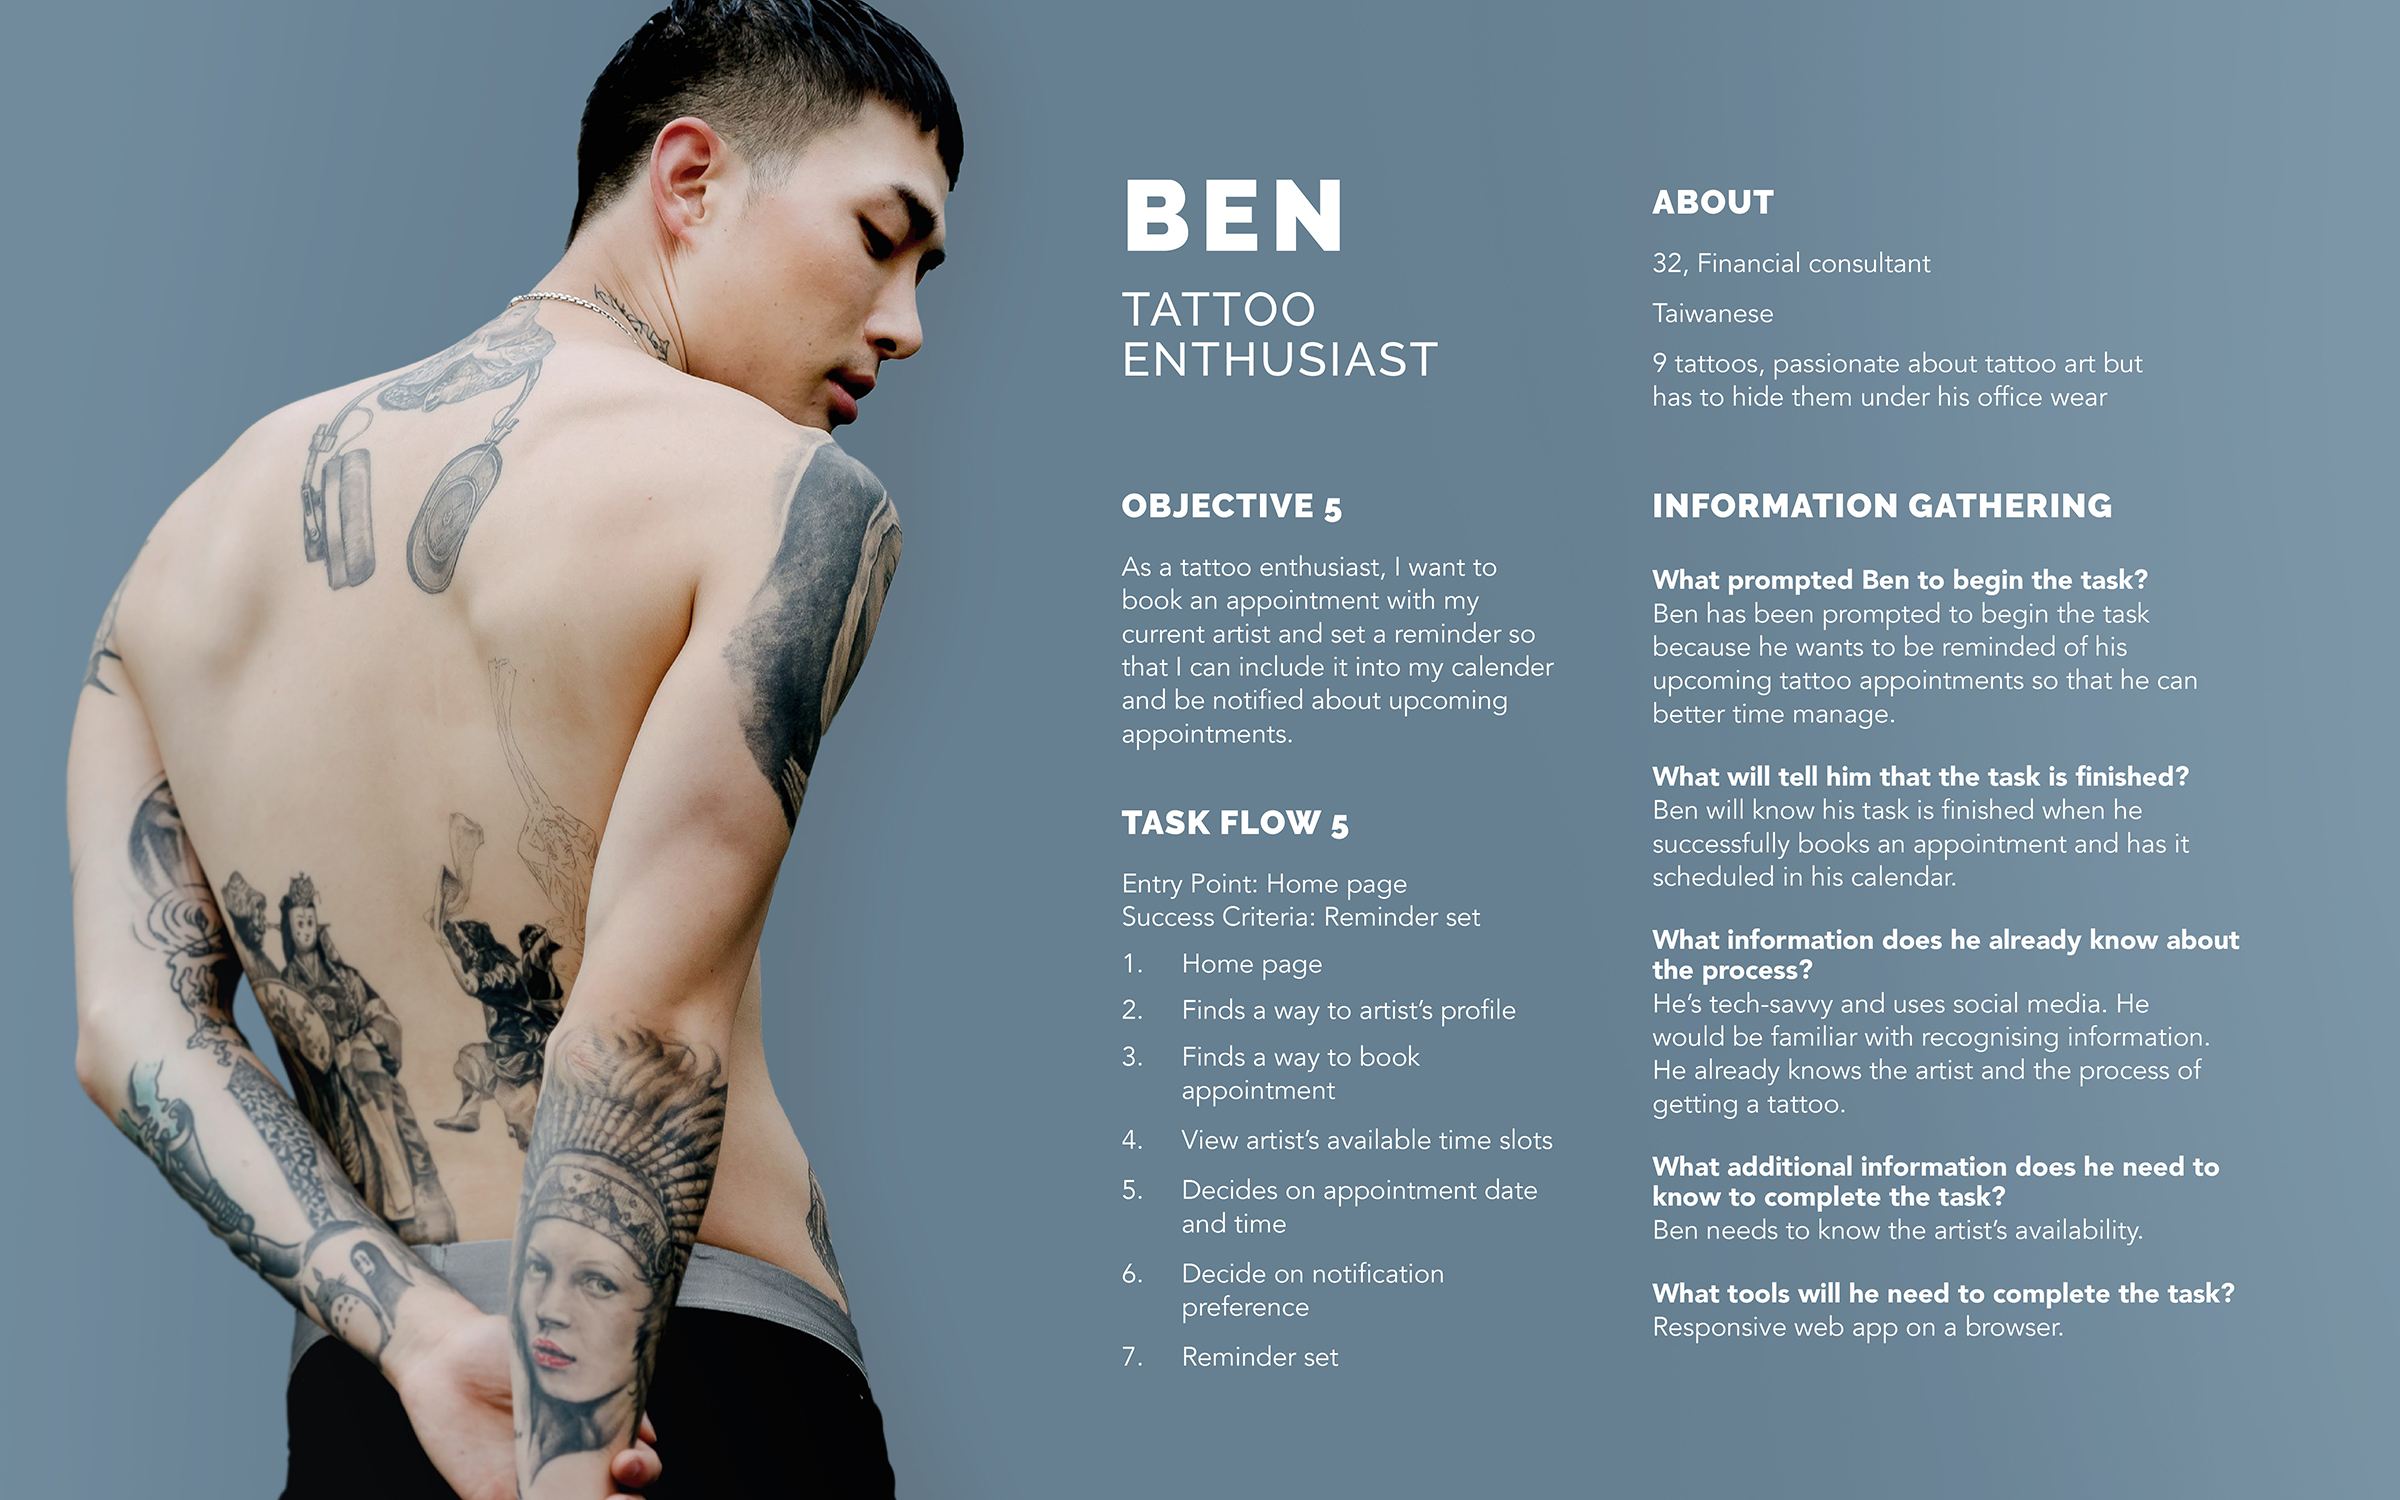 BEN
TATTOO
ENTHUSIAST
OBJECTIVE 5
As a tattoo enthusiast, I want to
book an appointment with my
current artist and set a reminder so
that I can include it into my calender
and be notified about upcoming
appointments.
TASK FLOW 5
Entry Point: Home page
Success Criteria: Reminder set
1. Home page
2. Finds a way to artist’s profile
3. Finds a way to book
appointment
4. View artist’s available time slots
5. Decides on appointment date
and time
6. Decide on notification
preference
7. Reminder set
ABOUT
32, Financial consultant
Taiwanese
9 tattoos, passionate about tattoo art but
has to hide them under his office wear
INFORMATION GATHERING
What prompted Ben to begin the task?
Ben has been prompted to begin the task
because he wants to be reminded of his
upcoming tattoo appointments so that he can
better time manage.
What will tell him that the task is finished?
Ben will know his task is finished when he
successfully books an appointment and has it
scheduled in his calendar.
What information does he already know about
the process?
He’s tech-savvy and uses social media. He
would be familiar with recognising information.
He already knows the artist and the process of
getting a tattoo.
What additional information does he need to
know to complete the task?
Ben needs to know the artist’s availability.
What tools will he need to complete the task?
Responsive web app on a browser.